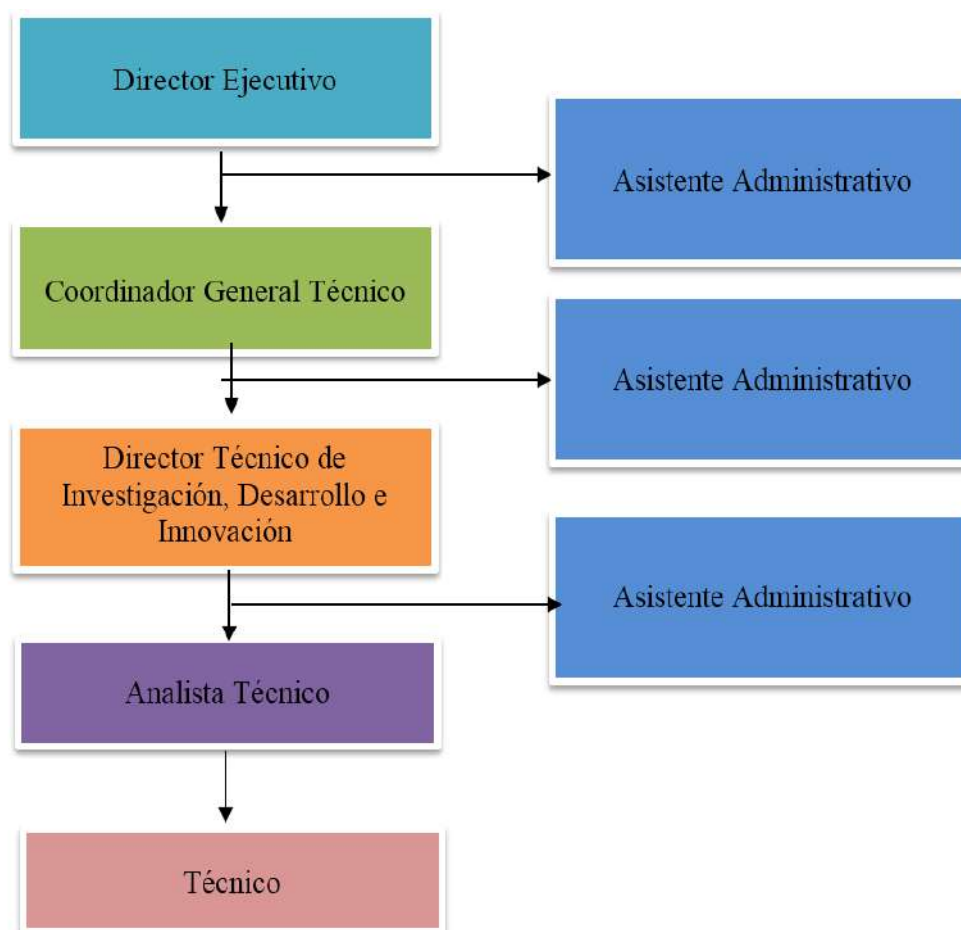 Director Ejecutivo
Asistente Administrativo
Coordinador General Técnico
Asistente Administrativo
Director Técnico de
Investigación, Desarrollo e
Innovación
Asistente Administrativo
Analista Técnico
Técnico